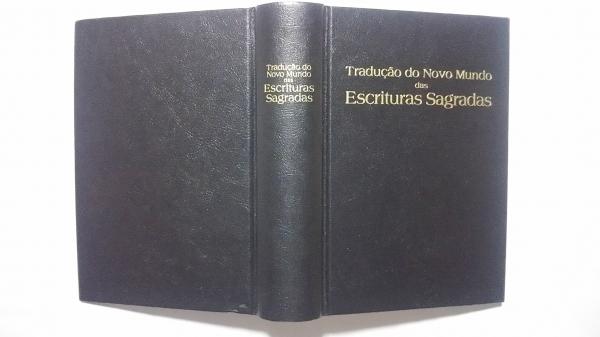 Tradução do
Novo Mundo
das
Escrituras
Sagradas
Tradução do Novo Mundo
das
Escrituras Sagradas